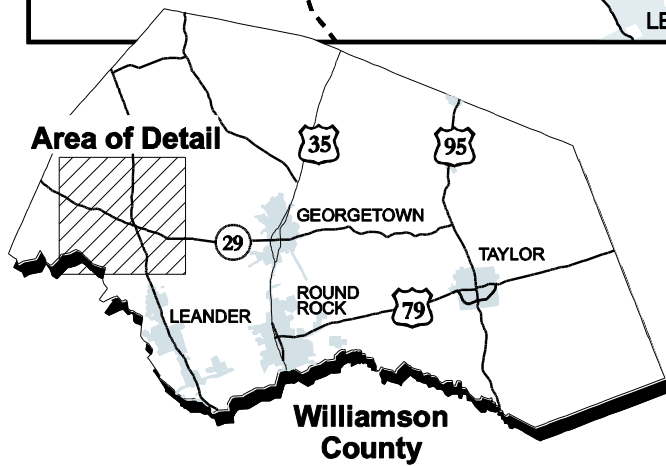 LE
Area of Detail
35
95
GEORGETOWN
29
TAYLOR
ROUND
ROCK
79
LEANDER
Williamson
County